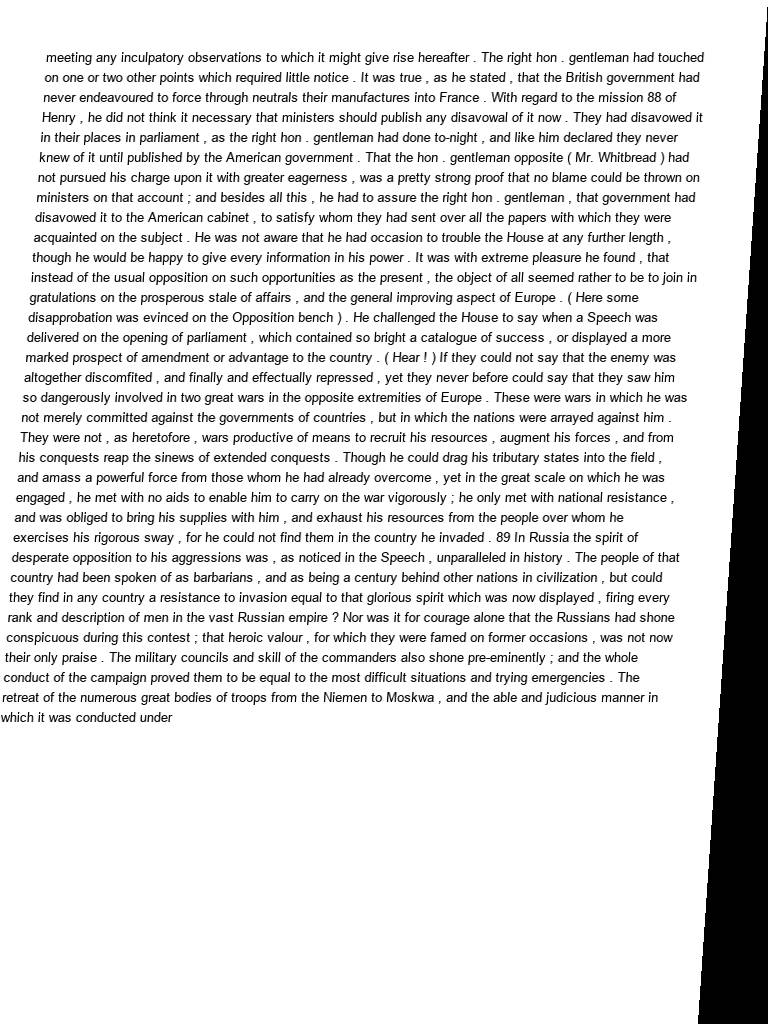 meeting any inculpatory observations to which it might give rise hereafter . The right hon . gentleman had touched
on one or two other points which required little notice . It was true , as he stated , that the British government had
never endeavoured to force through neutrals their manufactures into France . With regard to the mission 88 of
Henry , he did not think it necessary that ministers should publish any disavowal of it now . They had disavowed it
in their places in parliament , as the right hon . gentleman had done to-night , and like him declared they never
knew of it until published by the American government . That the hon . gentleman opposite ( Mr. Whitbread ) had
not pursued his charge upon it with greater eagerness , was a pretty strong proof that no blame could be thrown on
ministers on that account ; and besides all this , he had to assure the right hon . gentleman , that government had
disavowed it to the American cabinet , to satisfy whom they had sent over all the papers with which they were
acquainted on the subject . He was not aware that he had occasion to trouble the House at any further length ,
though he would be happy to give every information in his power . It was with extreme pleasure he found , that
instead of the usual opposition on such opportunities as the present , the object of all seemed rather to be to join in
gratulations on the prosperous stale of affairs , and the general improving aspect of Europe . ( Here some
disapprobation was evinced on the Opposition bench ) . He challenged the House to say when a Speech was
delivered on the opening of parliament , which contained so bright a catalogue of success , or displayed a more
marked prospect of amendment or advantage to the country . ( Hear ! ) If they could not say that the enemy was
altogether discomfited , and finally and effectually repressed , yet they never before could say that they saw him
so dangerously involved in two great wars in the opposite extremities of Europe . These were wars in which he was
not merely committed against the governments of countries , but in which the nations were arrayed against him .
They were not , as heretofore , wars productive of means to recruit his resources , augment his forces , and from
his conquests reap the sinews of extended conquests . Though he could drag his tributary states into the field ,
and amass a powerful force from those whom he had already overcome , yet in the great scale on which he was
engaged , he met with no aids to enable him to carry on the war vigorously ; he only met with national resistance ,
and was obliged to bring his supplies with him , and exhaust his resources from the people over whom he
exercises his rigorous sway , for he could not find them in the country he invaded . 89 In Russia the spirit of
desperate opposition to his aggressions was , as noticed in the Speech , unparalleled in history . The people of that
country had been spoken of as barbarians , and as being a century behind other nations in civilization , but could
they find in any country a resistance to invasion equal to that glorious spirit which was now displayed , firing every
rank and description of men in the vast Russian empire ? Nor was it for courage alone that the Russians had shone
conspicuous during this contest ; that heroic valour , for which they were famed on former occasions , was not now
their only praise . The military councils and skill of the commanders also shone pre-eminently ; and the whole
conduct of the campaign proved them to be equal to the most difficult situations and trying emergencies . The
retreat of the numerous great bodies of troops from the Niemen to Moskwa , and the able and judicious manner in
which it was conducted under